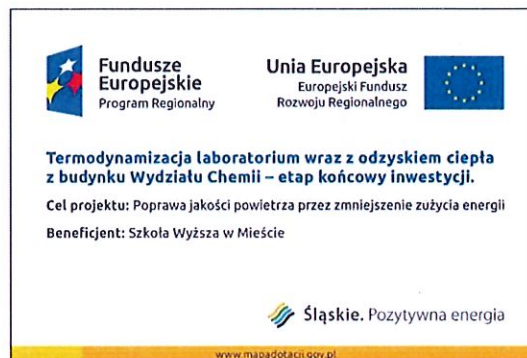 Fundusze
Europejskie
Program Regionalny
Unia Europejska
Europejski Fundusz
Rozwoju Regionalnego
Termodynamizacja laboratorium wraz z odzyskiem ciepła
z budynku Wydziału Chemii – etap końcowy inwestycji.
Cel projektu: Poprawa jakości powietrza przez zmniejszenie zużycia energii
Beneficjent: Szkoła Wyższa w Mieście
Śląskie. Pozytywna energia
www.mapadotacji.gov.pl